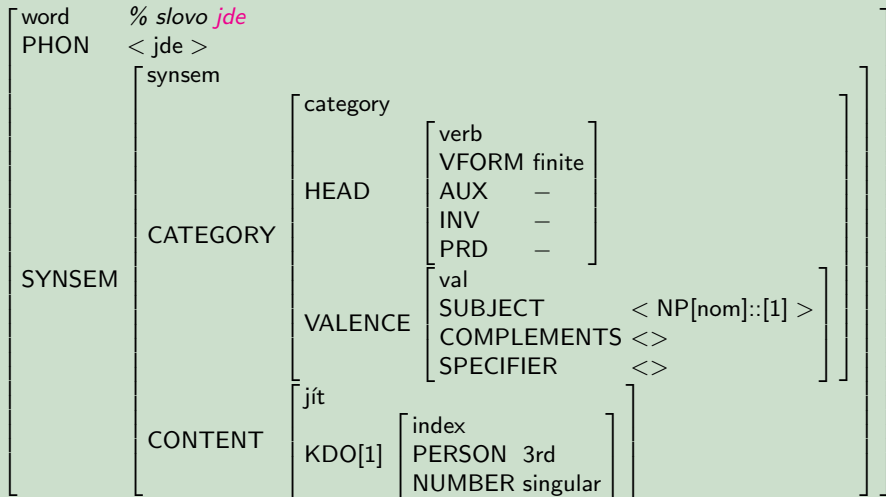 word % slovo jde
PHON < jde >
synsem
category
verb
VFORM finite
HEAD AUX −
INV −
CATEGORY PRD −
SYNSEM val
SUBJECT < NP[nom]::[1] >
VALENCE COMPLEMENTS <>
SPECIFIER <>
jít
index
CONTENT KDO[1] PERSON 3rd
NUMBER singular